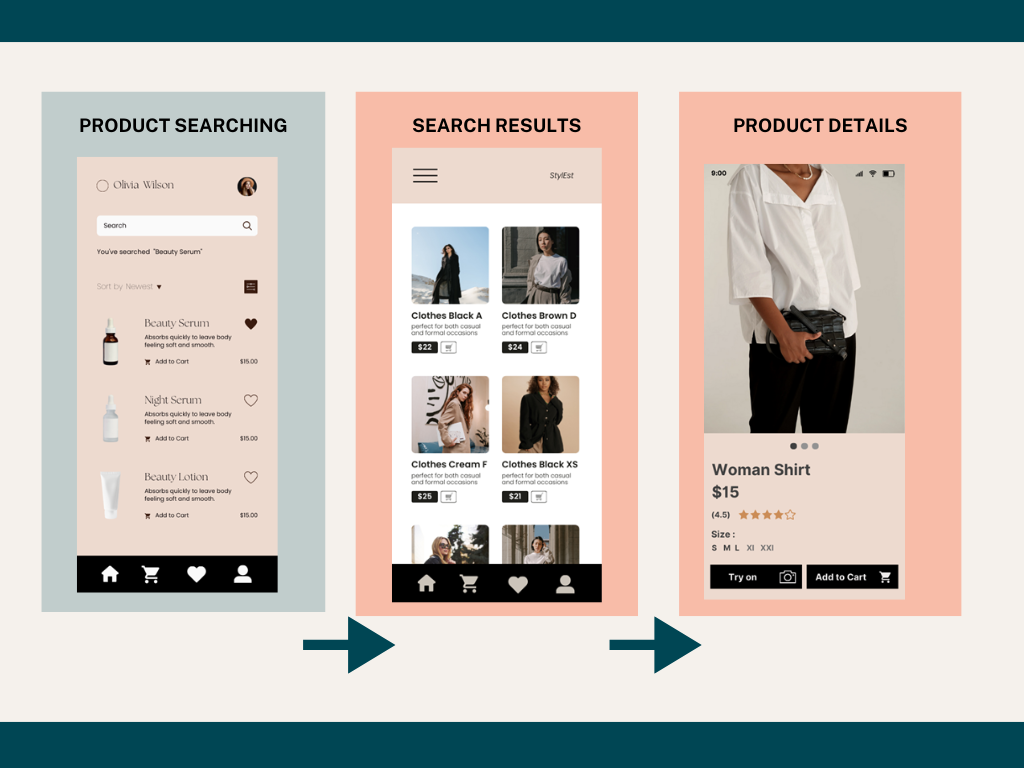 PRODUCT SEARCHING
Olivia Wilson
Search
You've searched "Beauty Serum"
Sort by Newest ♥
Beauty Serum
Absorbs quickly to leave body
feeling soft and smooth.
Add to Cart $15.00
Night Serum
Absorbs quickly to leave body
feeling soft and smooth.
Add to Cart $15.00
Beauty Lotion
Absorbs quickly to leave body
feeling soft and smooth.
Add to Cart $15.00
SEARCH RESULTS
StylEst
Clothes Black A
perfect for both casual
and formal occasions
$22
Clothes Brown D
perfect for both casual
and formal occasions
$24
Clothes Cream F
perfect for both casual
and formal occasions
$25
Clothes Black XS
perfect for both casual
and formal occasions
$21
PRODUCT DETAILS
9:00
Woman Shirt
$15
(4.5)
Size :
S M L Xl XXl
Try on
Add to Cart